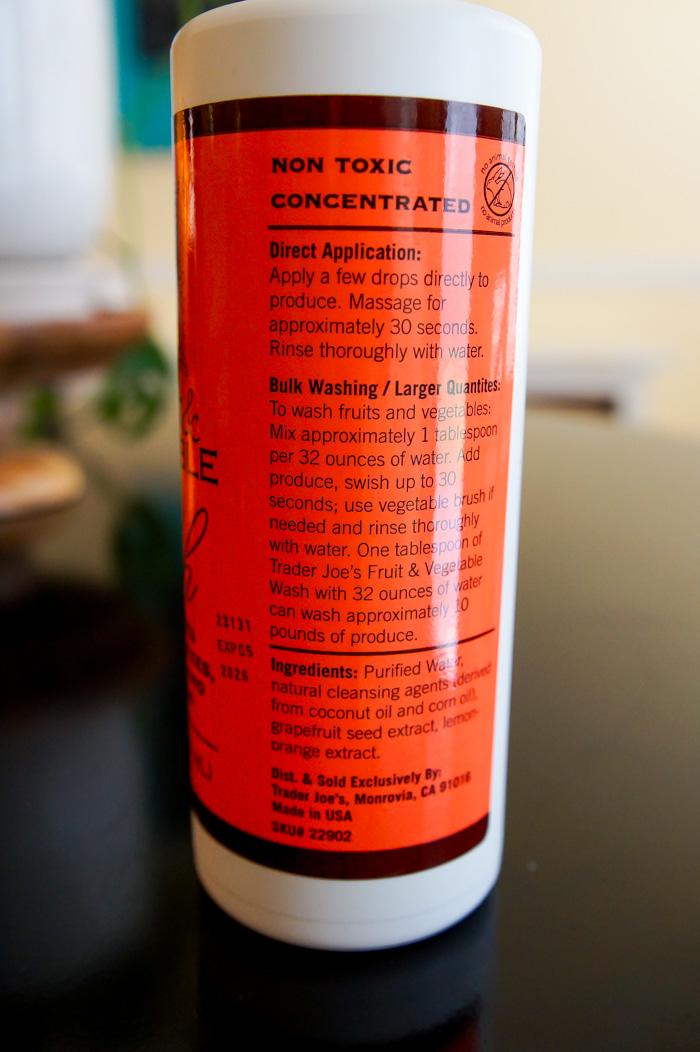 NON TOXIC
CONCENTRATED
no animal
no animal
Direct Application:
Apply a few drops directly to
produce. Massage for
approximately 30 seconds.
Rinse thoroughly with water.
Bulk Washing / Larger Quantites:
To wash fruits and vegetables:
Mix approximately 1 tablespoon
per 32 ounces of water. Add
produce, swish up to 30
seconds; use vegetable brush if
needed and rinse thoroughly
with water. One tablespoon of
Trader Joe's Fruit & Vegetable
Wash with 32 ounces of water
can wash approximately 10
pounds of produce.
Ingredients: Purified Water,
natural cleansing agents (derived
from coconut oil and corn oil),
grapefruit seed extract, lemon-
orange extract.
Dist. & Sold Exclusively By:
Trader Joe's, Monrovia, CA 91016
Made in USA
SKU# 22902
23131
EXP05
2026